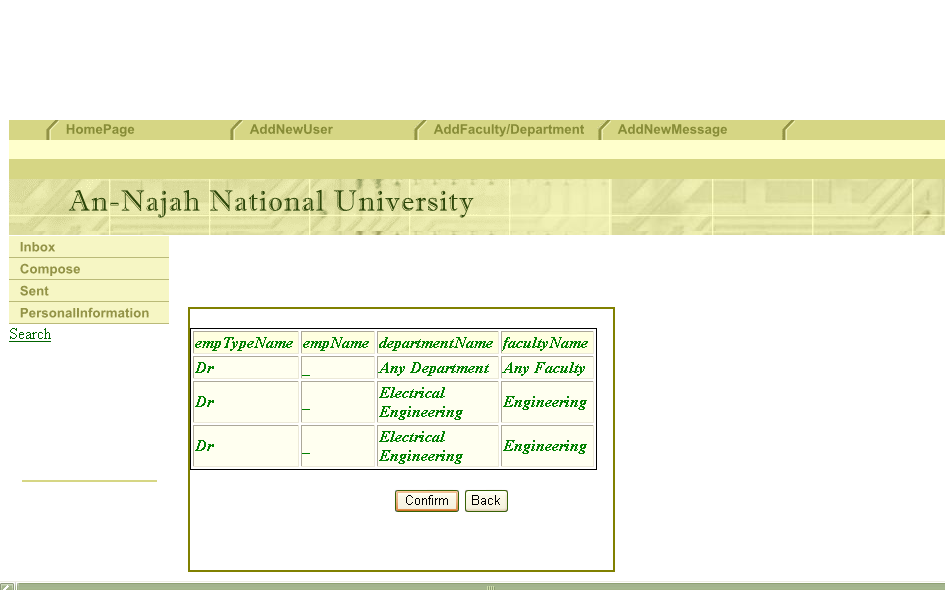 HomePage AddNewUser AddFaculty/Department AddNewMessage
An-Najah National University
Inbox
Compose
Sent
PersonalInformation
Search
empTypeName empName departmentName facultyName
Dr _ Any Department Any Faculty
Dr _ Electrical Engineering Engineering
Dr _ Electrical Engineering Engineering
Confirm Back